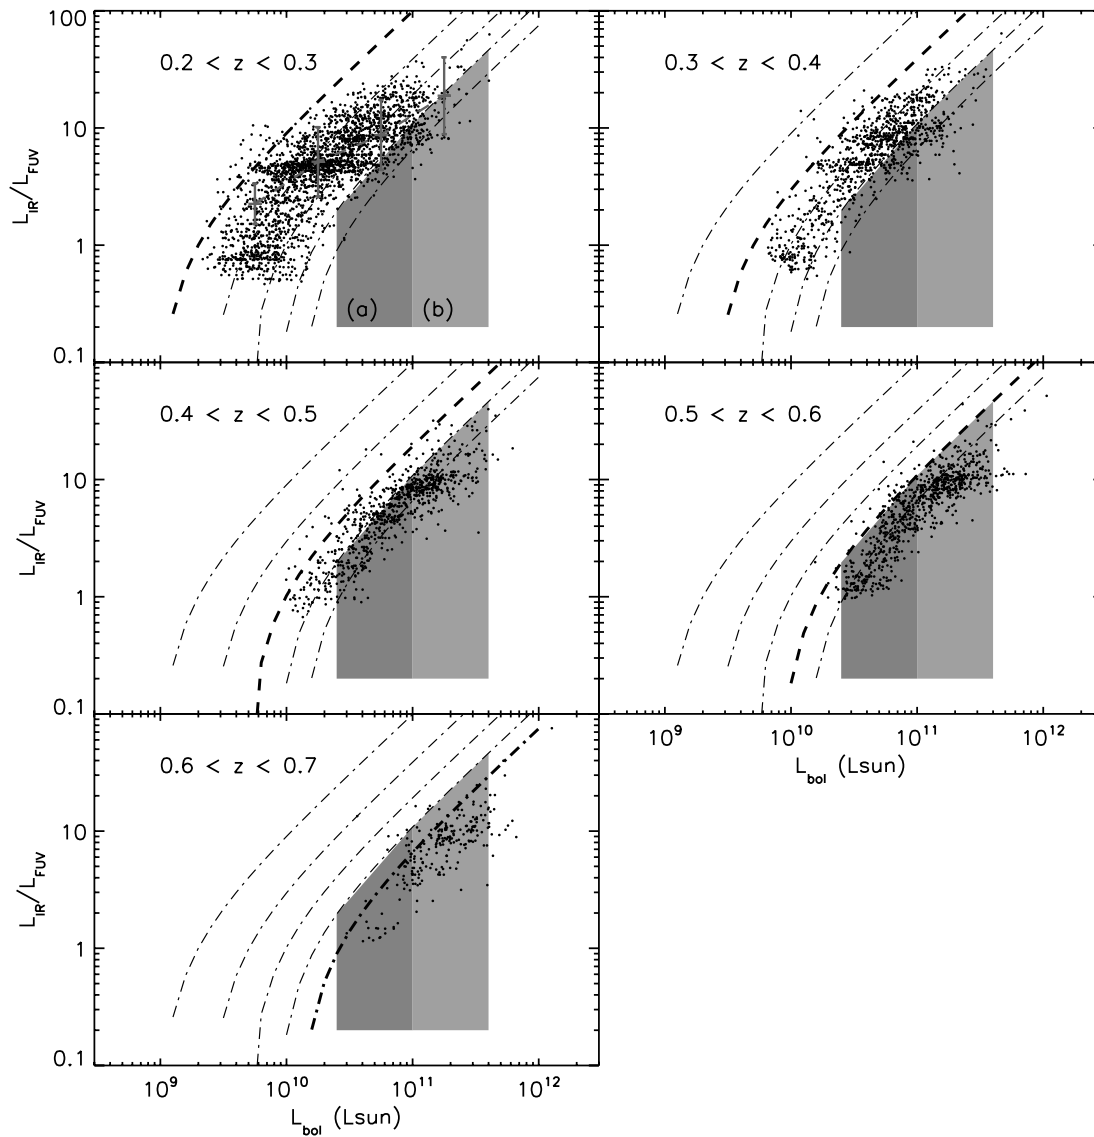 100
10
1
0.1
L_IR/L_FUV
0.2 < z < 0.3
(a)
(b)
0.3 < z < 0.4
10
1
0.1
L_IR/L_FUV
0.4 < z < 0.5
0.5 < z < 0.6
10^9
10^10
10^11
10^12
L_bol (Lsun)
10
1
0.1
L_IR/L_FUV
0.6 < z < 0.7
10^9
10^10
10^11
10^12
L_bol (Lsun)